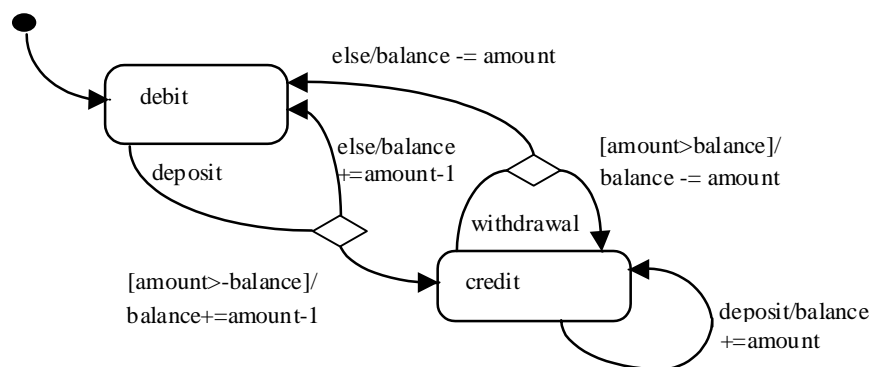 else/balance -= amount
debit
else/balance
+=amount-1
[amount>balance]/
balance -= amount
deposit
withdrawal
[amount>-balance]/
balance+=amount-1
credit
deposit/balance
+=amount